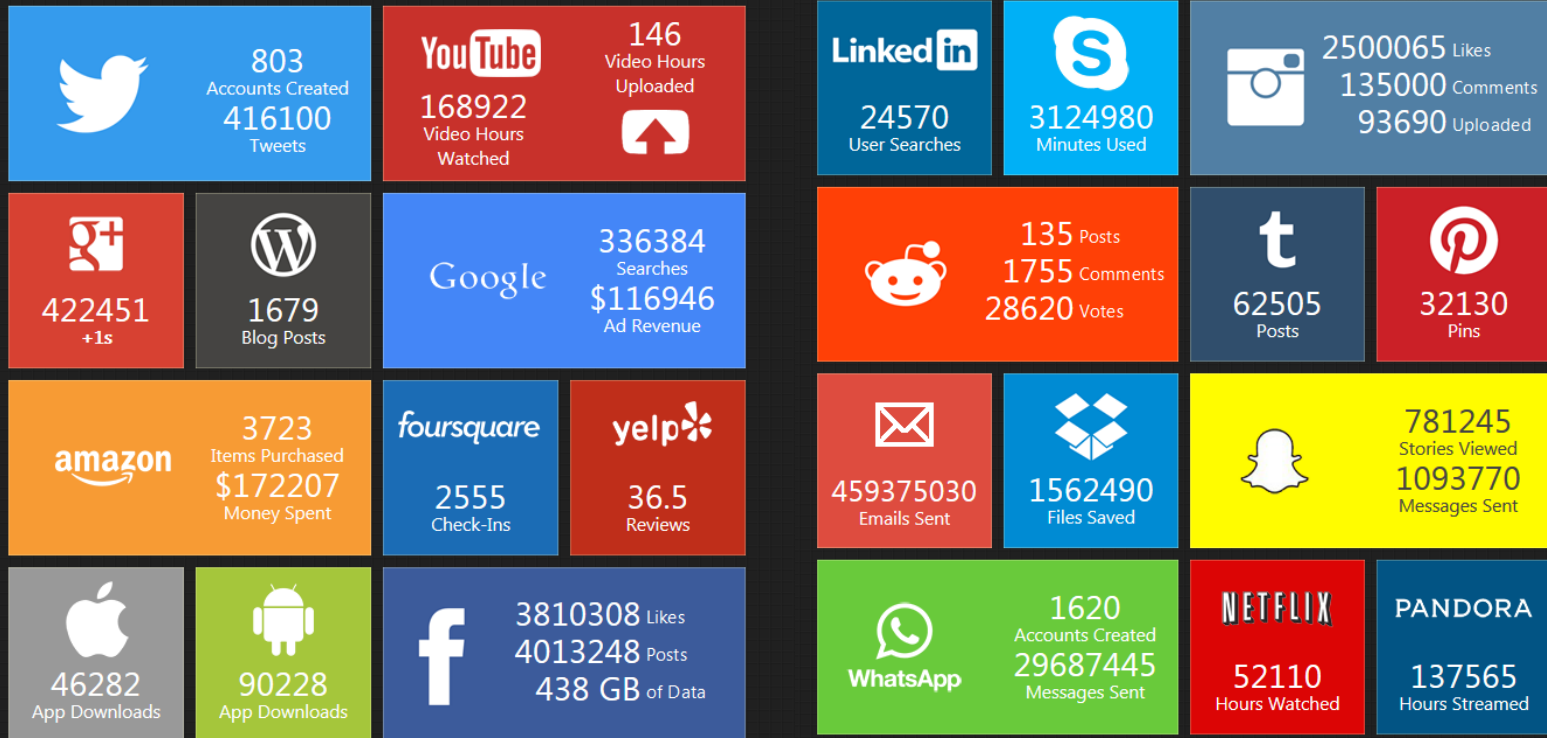 803
Accounts Created
416100
Tweets
YouTube
168922
Video Hours
Watched
146
Video Hours
Uploaded
g+
422451
+1s
W
1679
Blog Posts
Google
336384
Searches
$116946
Ad Revenue
amazon
3723
Items Purchased
$172207
Money Spent
foursquare
2555
Check-Ins
yelp
36.5
Reviews
46282
App Downloads
90228
App Downloads
f
3810308 Likes
4013248 Posts
438 GB of Data
Linked in
24570
User Searches
S
3124980
Minutes Used
2500065 Likes
135000 Comments
93690 Uploaded
135 Posts
1755 Comments
28620 Votes
t
62505
Posts
P
32130
Pins
459375030
Emails Sent
1562490
Files Saved
781245
Stories Viewed
1093770
Messages Sent
WhatsApp
1620
Accounts Created
29687445
Messages Sent
NETFLIX
52110
Hours Watched
PANDORA
137565
Hours Streamed